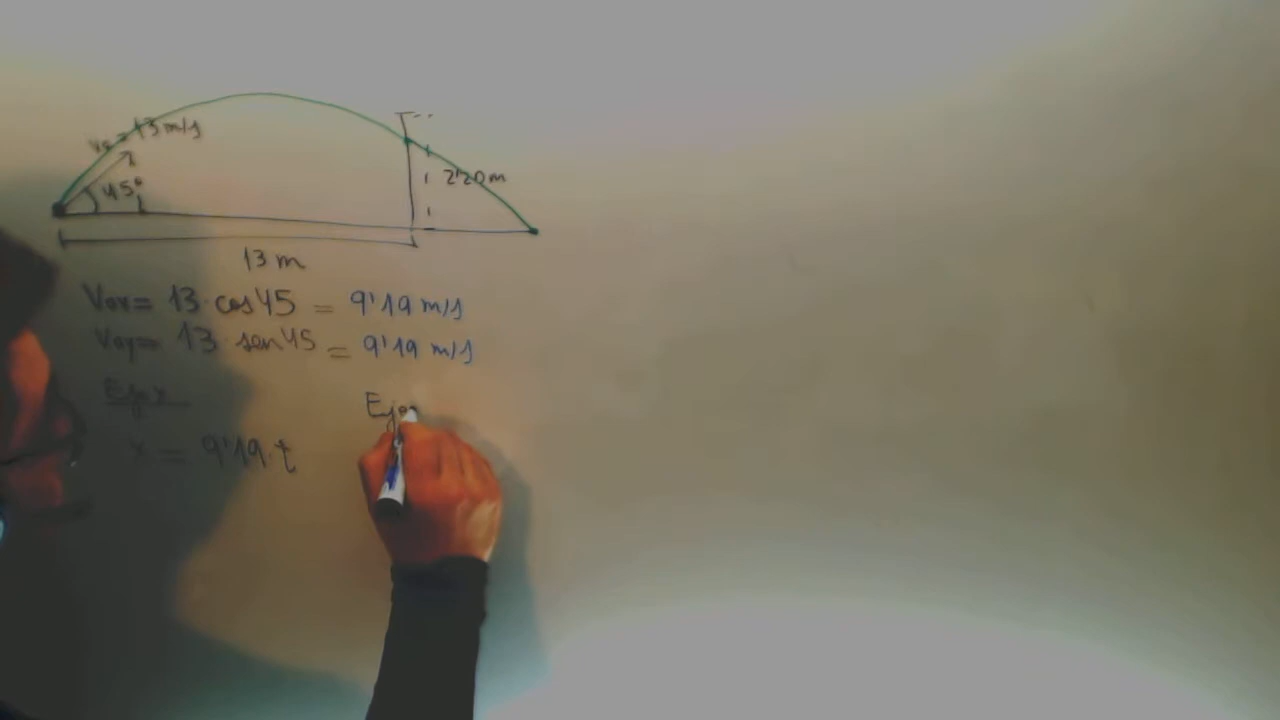 v₀ = 13 m/s
45°
2'20 m
13 m
V₀ₓ = 13·cos45 = 9'19 m/s
V₀y = 13 sen45 = 9'19 m/s
Eje x
Eje
x = 9'19·t